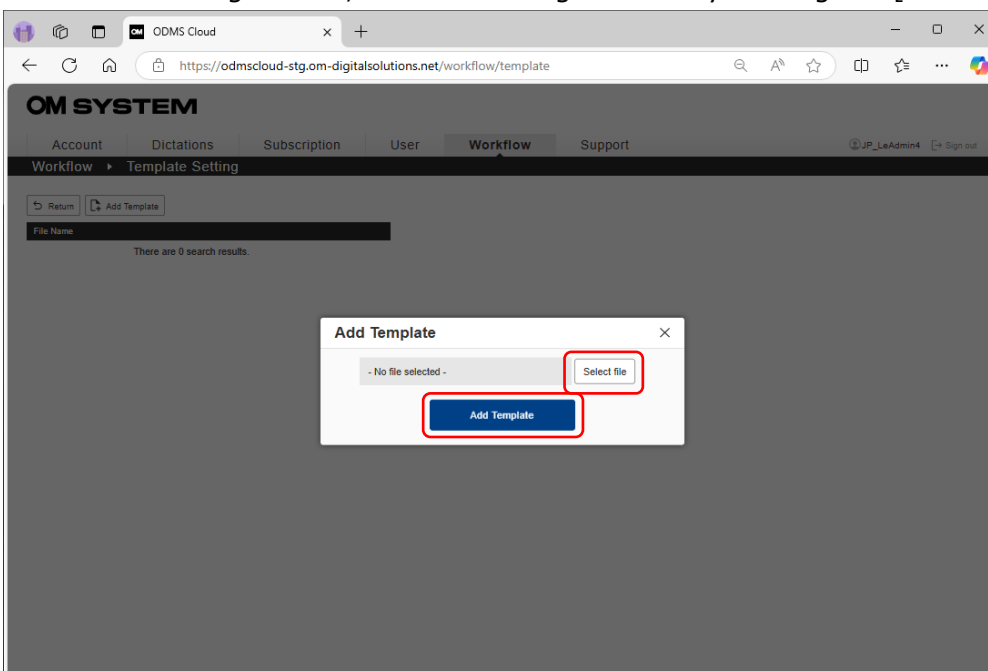 ODMS Cloud
https://odmscloud-stg.om-digitalsolutions.net/workflow/template
OM SYSTEM
Account Dictations Subscription User Workflow Support JP_LeAdmin4 Sign out
Workflow Template Setting
Return Add Template
File Name
There are 0 search results.
Add Template
- No file selected - Select file
Add Template